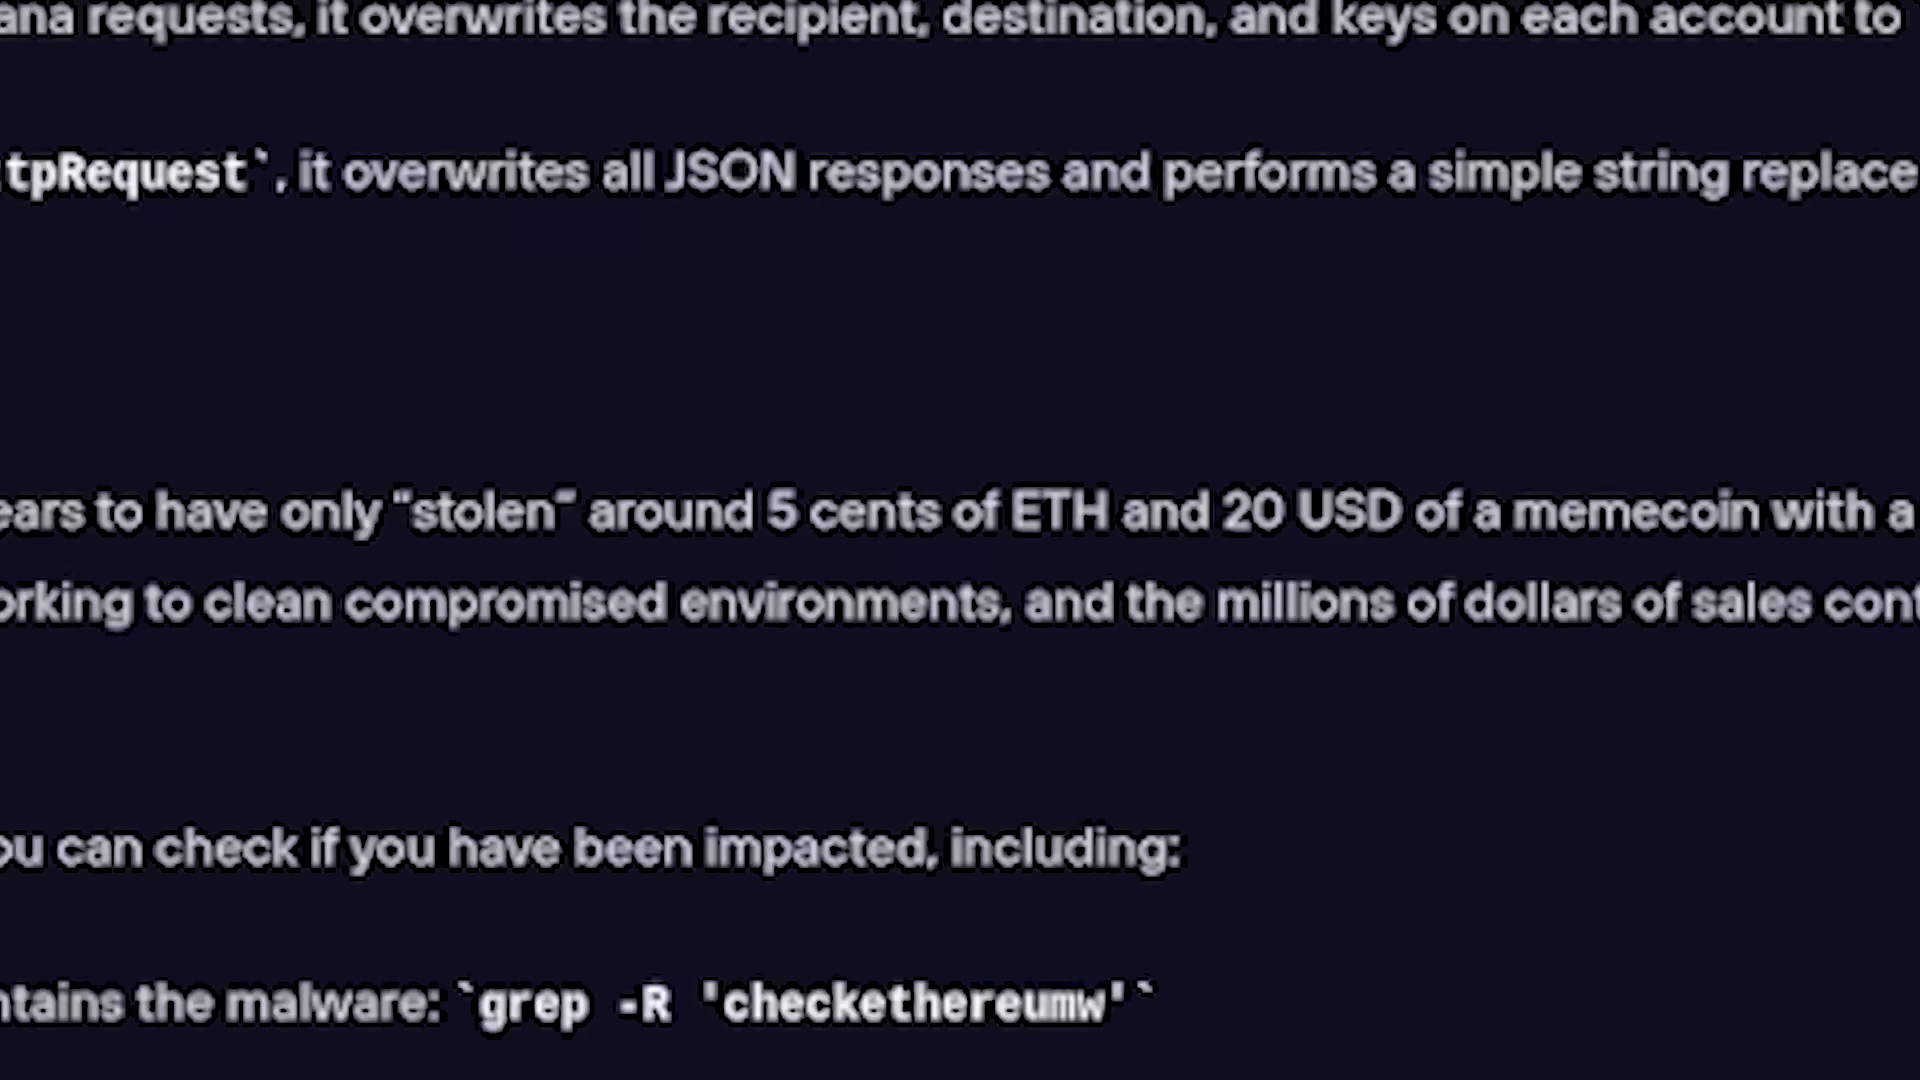 ana requests, it overwrites the recipient, destination, and keys on each account to
tpRequest`, it overwrites all JSON responses and performs a simple string replace
ears to have only "stolen" around 5 cents of ETH and 20 USD of a memecoin with a
orking to clean compromised environments, and the millions of dollars of sales cont
ou can check if you have been impacted, including:
ntains the malware: `grep -R 'checkethereumw'`